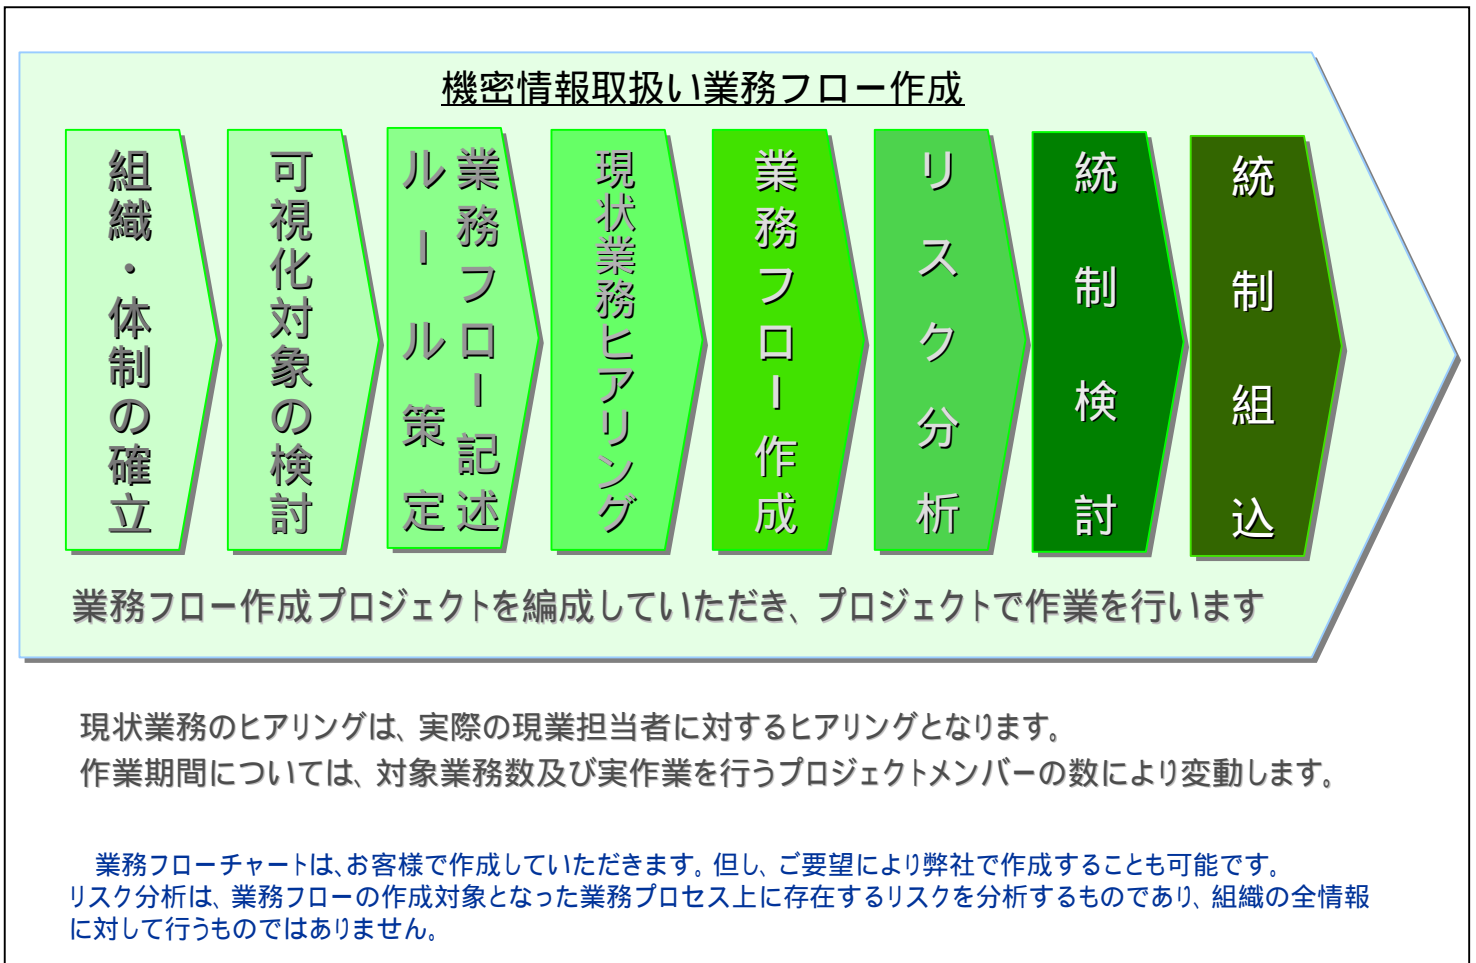 機密情報取扱い業務フロー作成
組織・体制の確立
可視化対象の検討
業務フロー記述
ルール策定
現状業務ヒアリング
業務フロー作成
リスク分析
統制検討
統制組込
業務フロー作成プロジェクトを編成していただき、プロジェクトで作業を行います
現状業務のヒアリングは、実際の現業担当者に対するヒアリングとなります。
作業期間については、対象業務数及び実作業を行うプロジェクトメンバーの数により変動します。
業務フローチャートは、お客様で作成していただきます。但し、ご要望により弊社で作成することも可能です。
リスク分析は、業務フローの作成対象となった業務プロセス上に存在するリスクを分析するものであり、組織の全情報
に対して行うものではありません。